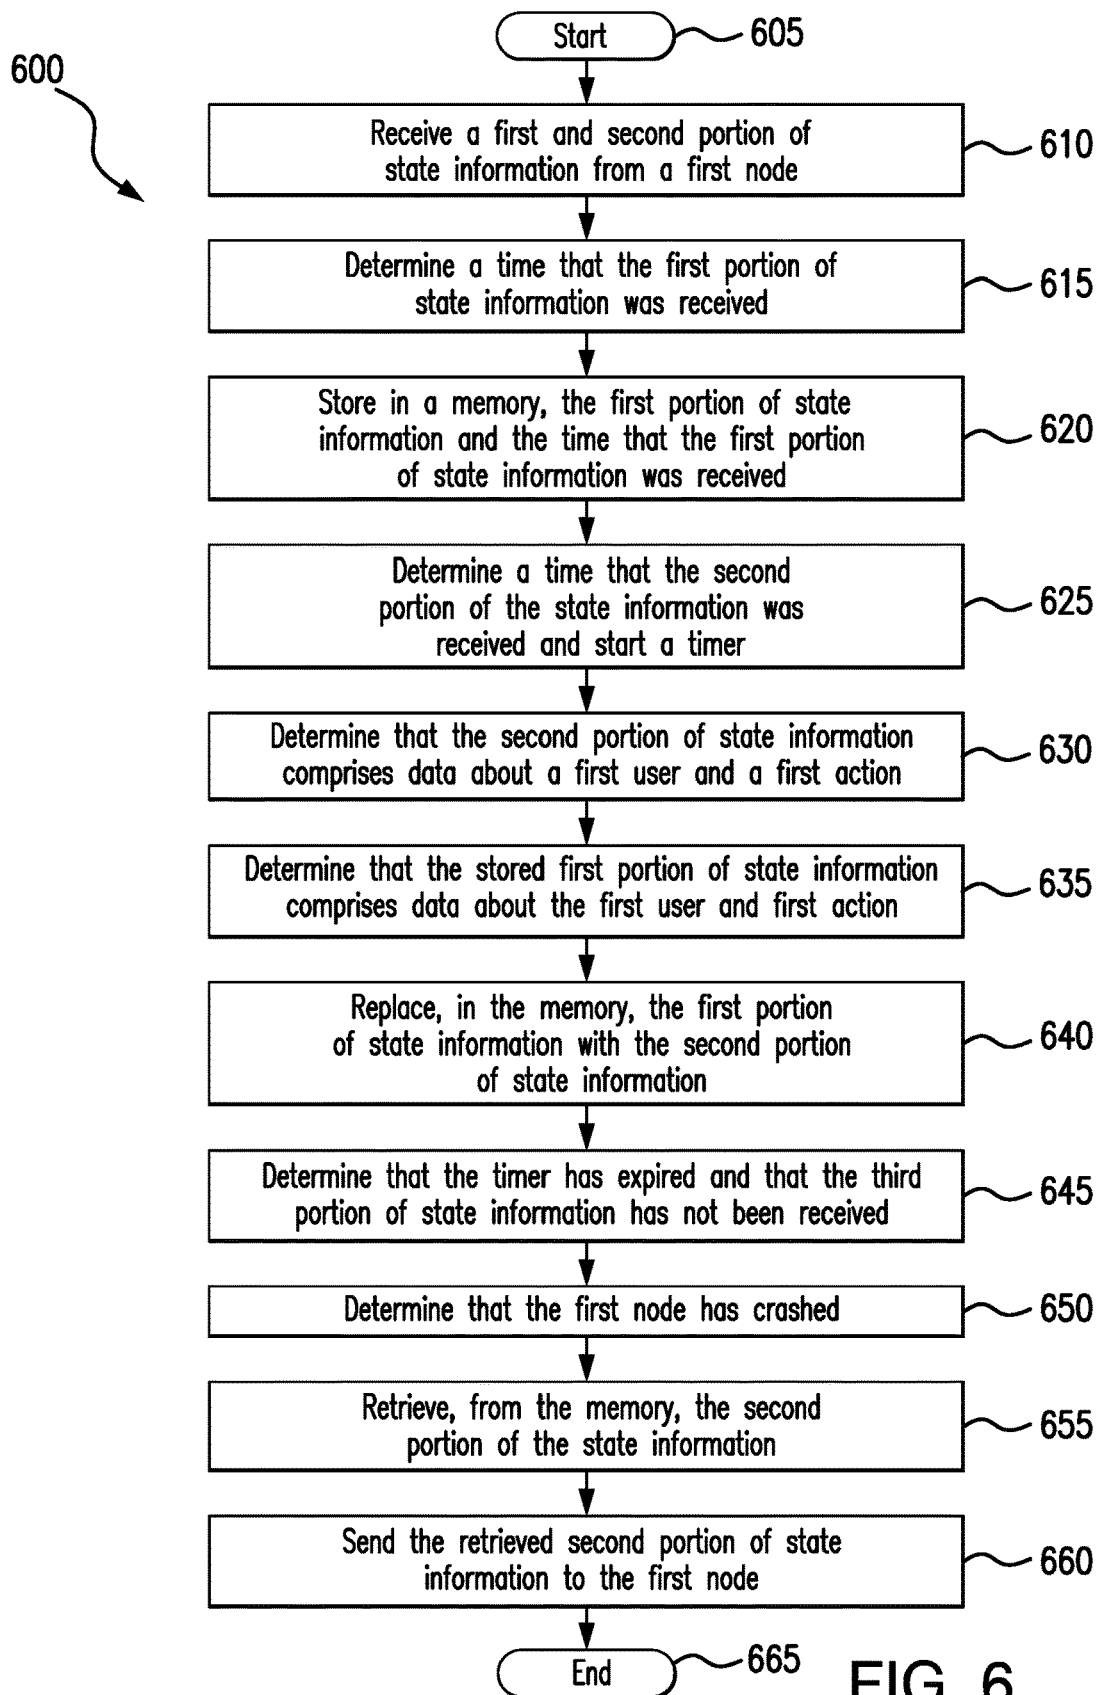 Start
605
600
Receive a first and second portion of
state information from a first node
610
Determine a time that the first portion of
state information was received
615
Store in a memory, the first portion of state
information and the time that the first portion
of state information was received
620
Determine a time that the second
portion of the state information was
received and start a timer
625
Determine that the second portion of state information
comprises data about a first user and a first action
630
Determine that the stored first portion of state information
comprises data about the first user and first action
635
Replace, in the memory, the first portion
of state information with the second portion
of state information
640
Determine that the timer has expired and that the third
portion of state information has not been received
645
Determine that the first node has crashed
650
Retrieve, from the memory, the second
portion of the state information
655
Send the retrieved second portion of state
information to the first node
660
End
665
FIG. 6